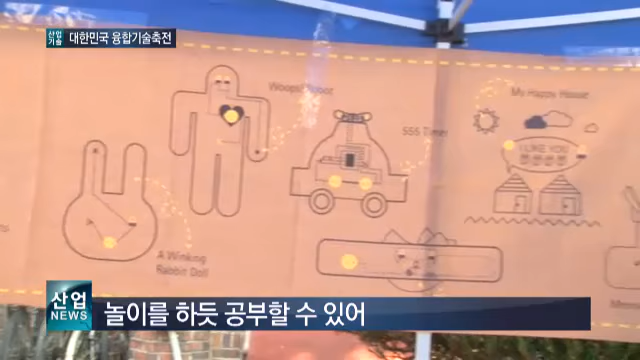 산업
기술
대한민국 융합기술축전
Woops! Robot
My Happy House
555 Timer
I LIKE YOU
A Winking
Rabbit Doll
산업
NEWS
놀이를 하듯 공부할 수 있어